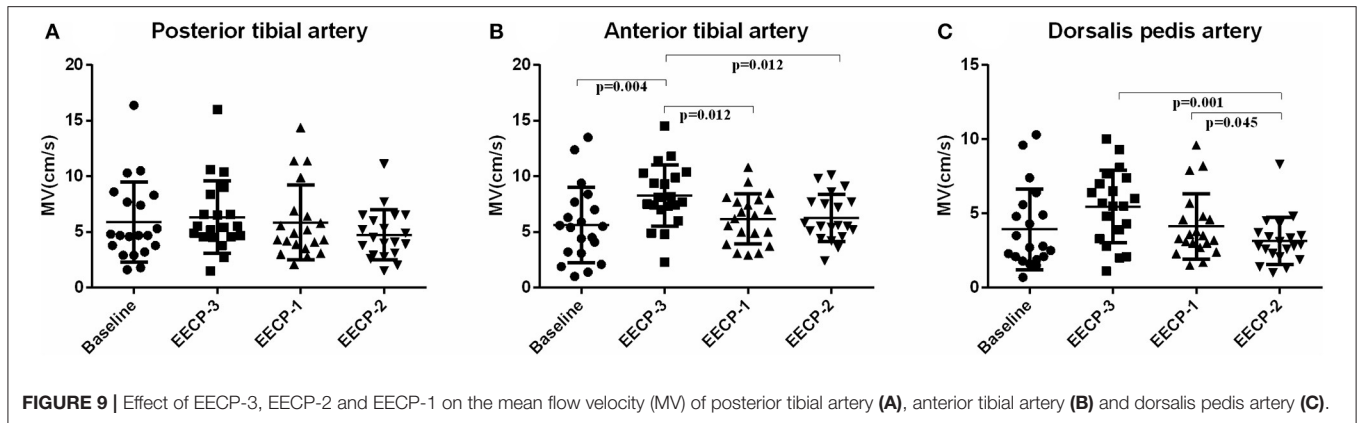 A Posterior tibial artery
20
15
10
5
0
MV(cm/s)
Baseline
EECP-3
EECP-1
EECP-2
B Anterior tibial artery
20
15
10
5
0
MV(cm/s)
p=0.012
p=0.004
p=0.012
Baseline
EECP-3
EECP-1
EECP-2
C Dorsalis pedis artery
15
10
5
0
MV(cm/s)
p=0.001
p=0.045
Baseline
EECP-3
EECP-1
EECP-2
FIGURE 9 | Effect of EECP-3, EECP-2 and EECP-1 on the mean flow velocity (MV) of posterior tibial artery (A), anterior tibial artery (B) and dorsalis pedis artery (C).